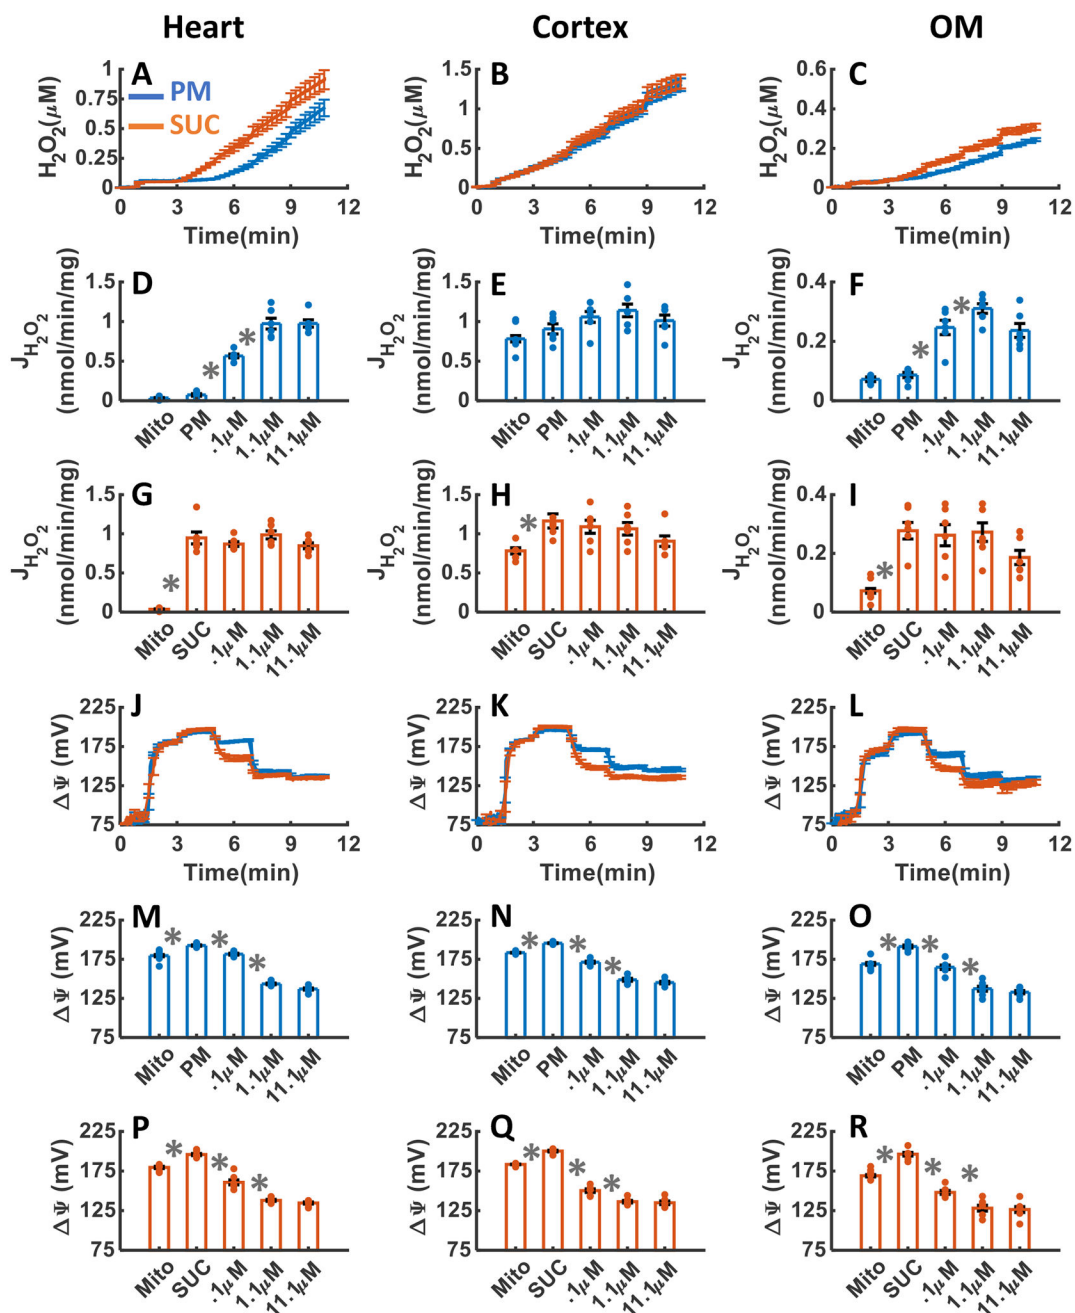 Heart Cortex OM
A B C
PM
SUC
H2O2(μM) 1 0.75 0.5 0.25 0
H2O2(μM) 1.5 1 0.5 0
H2O2(μM) 0.6 0.4 0.2 0
0 3 6 9 12 0 3 6 9 12 0 3 6 9 12
Time(min) Time(min) Time(min)
D E F
JH2O2 (nmol/min/mg) 1.5 1 0.5 0
JH2O2 (nmol/min/mg) 1.5 1 0.5 0
JH2O2 (nmol/min/mg) 0.4 0.2 0
* * * *
Mito PM .1μM 1.1μM 11.1μM Mito PM .1μM 1.1μM 11.1μM Mito PM .1μM 1.1μM 11.1μM
G H I
JH2O2 (nmol/min/mg) 1.5 1 0.5 0
JH2O2 (nmol/min/mg) 1.5 1 0.5 0
JH2O2 (nmol/min/mg) 0.4 0.2 0
* * *
Mito SUC .1μM 1.1μM 11.1μM Mito SUC .1μM 1.1μM 11.1μM Mito SUC .1μM 1.1μM 11.1μM
J K L
ΔΨ (mV) 225 175 125 75
ΔΨ (mV) 225 175 125 75
ΔΨ (mV) 225 175 125 75
0 3 6 9 12 0 3 6 9 12 0 3 6 9 12
Time(min) Time(min) Time(min)
M N O
ΔΨ (mV) 225 175 125 75
ΔΨ (mV) 225 175 125 75
ΔΨ (mV) 225 175 125 75
* * * * * * * * *
Mito PM .1μM 1.1μM 11.1μM Mito PM .1μM 1.1μM 11.1μM Mito PM .1μM 1.1μM 11.1μM
P Q R
ΔΨ (mV) 225 175 125 75
ΔΨ (mV) 225 175 125 75
ΔΨ (mV) 225 175 125 75
* * * * * * * * *
Mito SUC .1μM 1.1μM 11.1μM Mito SUC .1μM 1.1μM 11.1μM Mito SUC .1μM 1.1μM 11.1μM